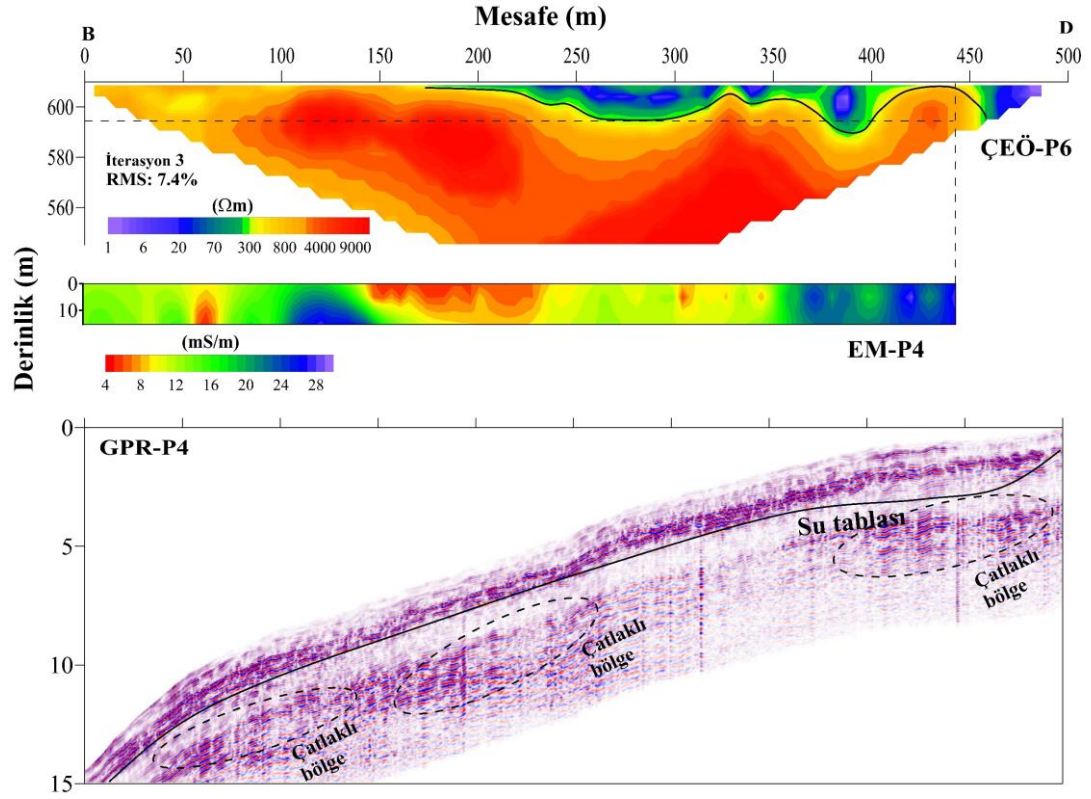 Mesafe (m)
B
D
0 50 100 150 200 250 300 350 400 450 500
600
580
560
İterasyon 3
RMS: 7.4%
(Ωm)
1 6 20 70 300 800 4000 9000
ÇEÖ-P6
Derinlik (m)
0
10
(mS/m)
4 8 12 16 20 24 28
EM-P4
0
GPR-P4
5
10
15
Su tablası
Çatlaklı
bölge
Çatlaklı
bölge
Çatlaklı
bölge